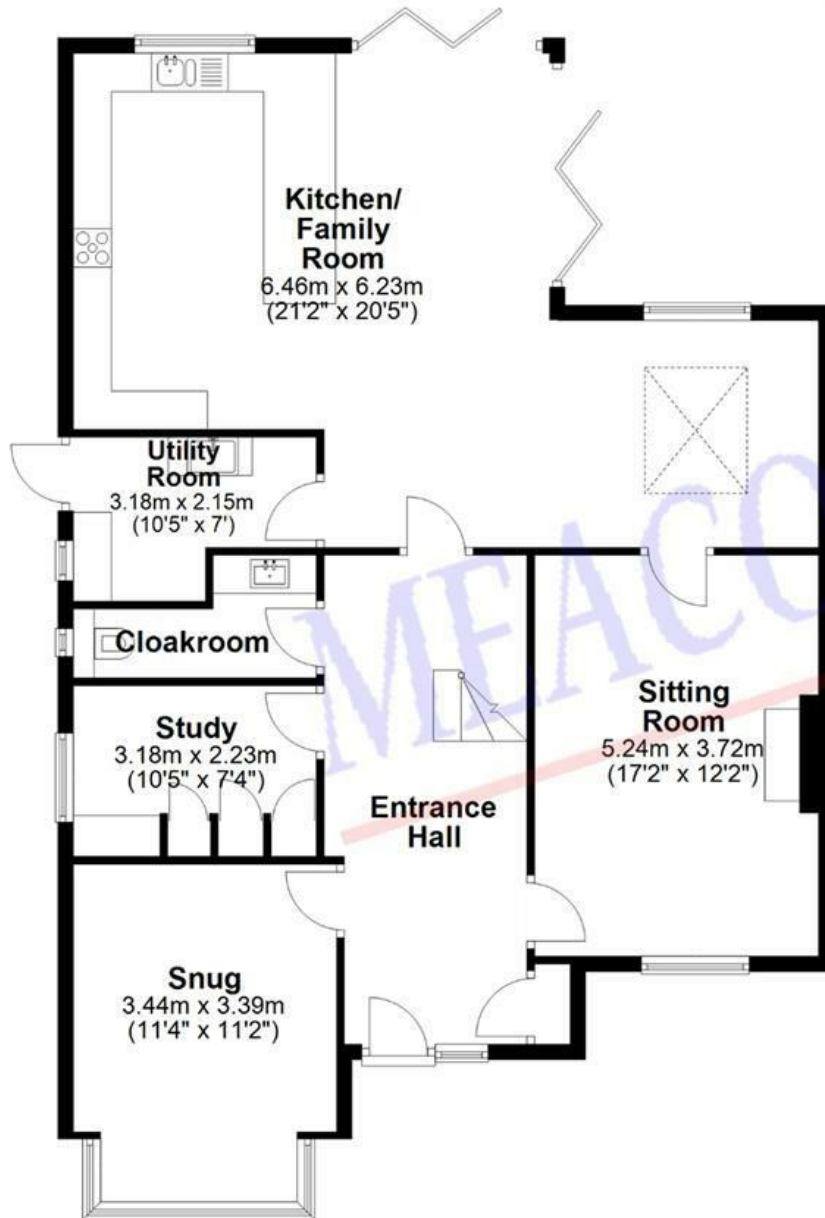 Kitchen/
Family
Room
6.46m x 6.23m
(21'2" x 20'5")
Utility
Room
3.18m x 2.15m
(10'5" x 7')
Cloakroom
Study
3.18m x 2.23m
(10'5" x 7'4")
Sitting
Room
5.24m x 3.72m
(17'2" x 12'2")
Entrance
Hall
Snug
3.44m x 3.39m
(11'4" x 11'2")
MEACO